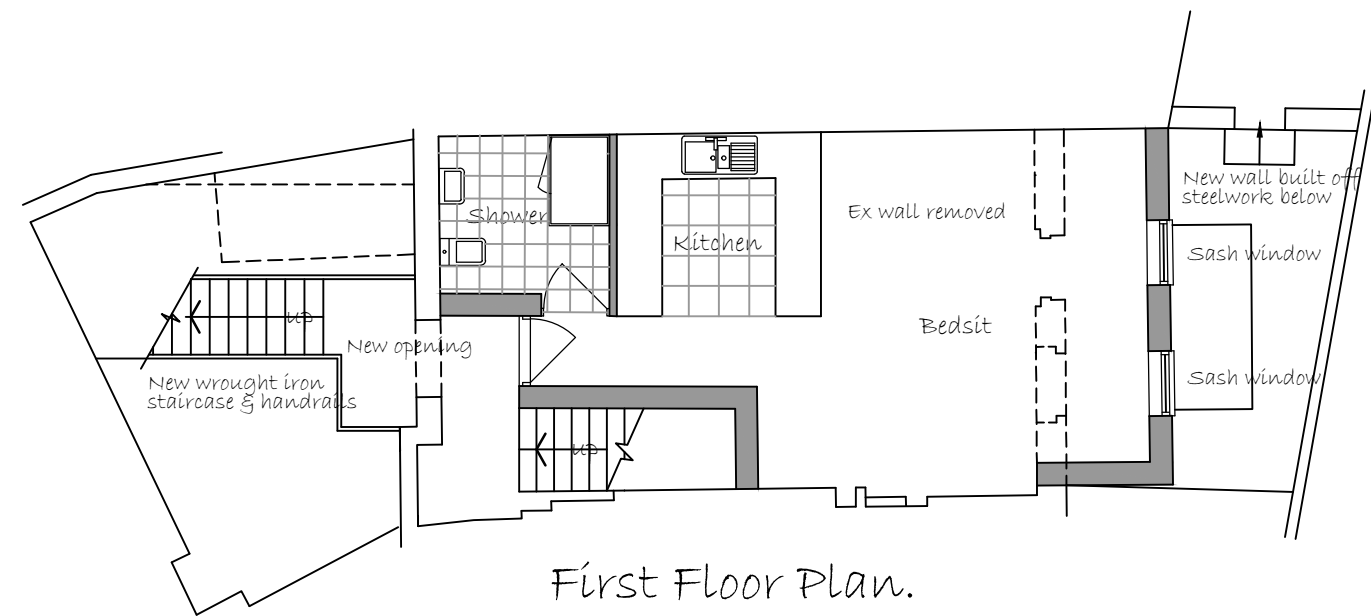 New wall built off
steelwork below
Shower
Ex wall removed
Kitchen
Sash window
UP
Bedsit
New opening
New wrought iron
staircase & handrails
Sash window
UP
First Floor Plan.